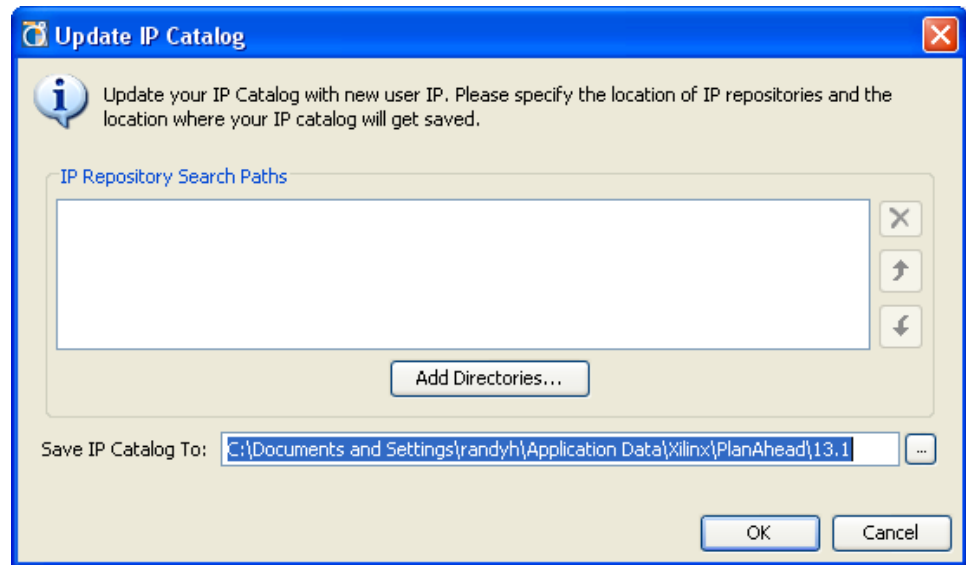 Update IP Catalog
Update your IP Catalog with new user IP. Please specify the location of IP repositories and the
location where your IP catalog will get saved.
IP Repository Search Paths
Add Directories...
Save IP Catalog To: C:\Documents and Settings\randyh\Application Data\Xilinx\PlanAhead\13.1 ...
OK Cancel